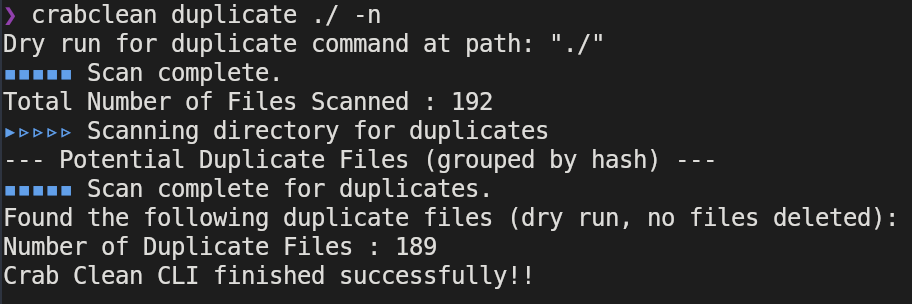 ❯ crabclean duplicate ./ -n
Dry run for duplicate command at path: "./"
▪▪▪▪▪ Scan complete.
Total Number of Files Scanned : 192
▸▹▹▹▹ Scanning directory for duplicates
--- Potential Duplicate Files (grouped by hash) ---
▪▪▪▪▪ Scan complete for duplicates.
Found the following duplicate files (dry run, no files deleted):
Number of Duplicate Files : 189
Crab Clean CLI finished successfully!!